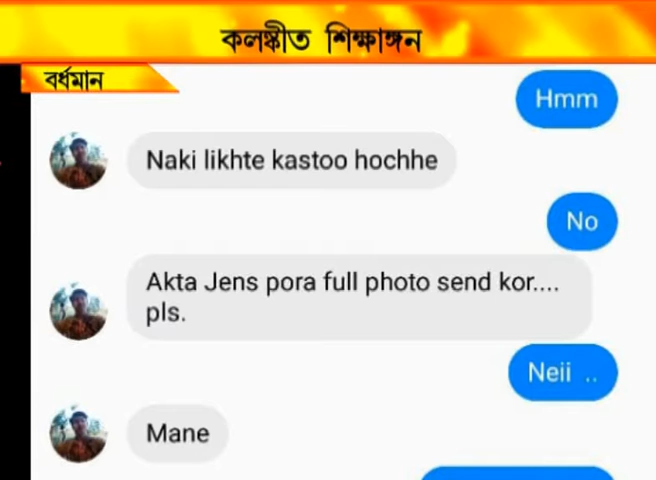 কলঙ্কীত শিক্ষাঙ্গন
বর্ধমান
Hmm
Naki likhte kastoo hochhe
No
Akta Jens pora full photo send kor....
pls.
Neii ..
Mane